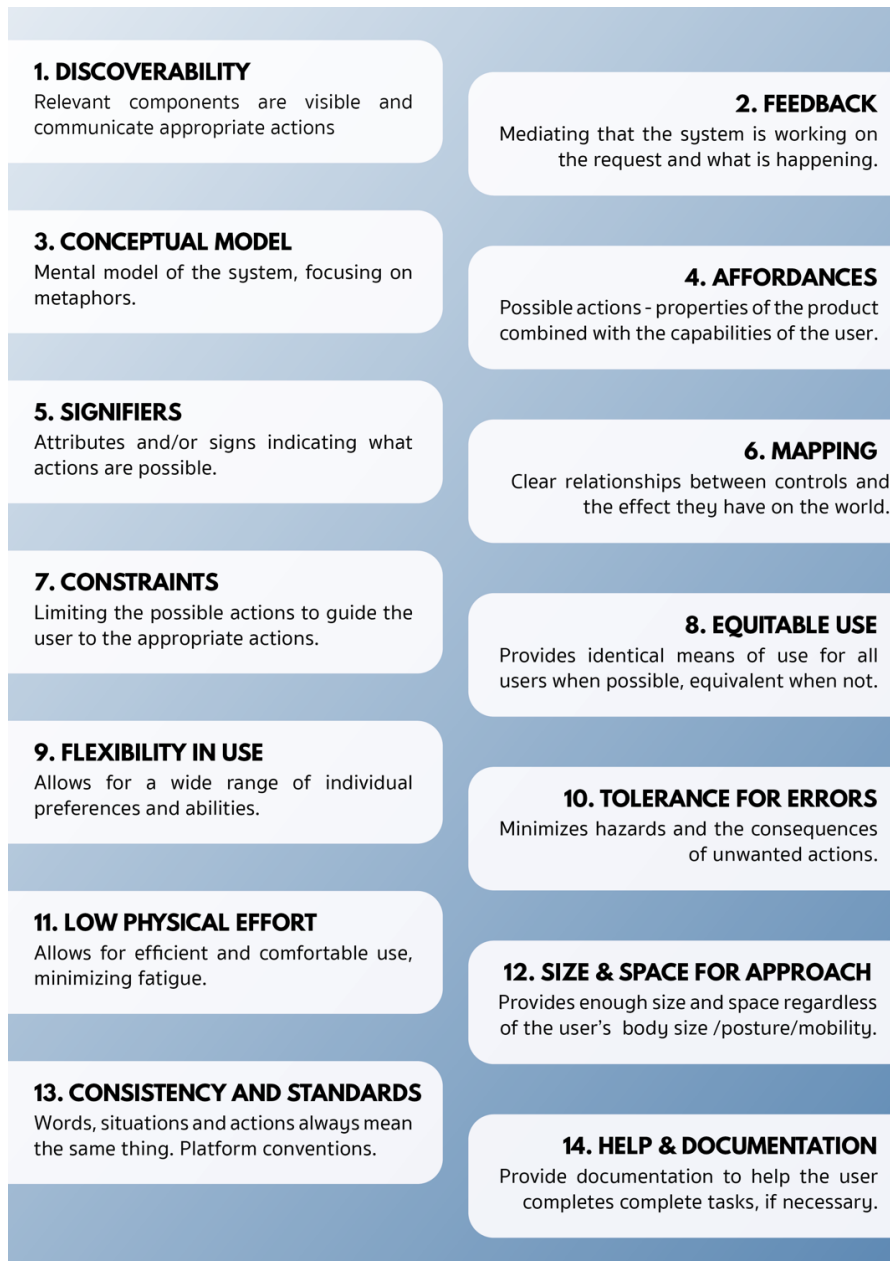 1. DISCOVERABILITY
Relevant components are visible and
communicate appropriate actions
2. FEEDBACK
Mediating that the system is working on
the request and what is happening.
3. CONCEPTUAL MODEL
Mental model of the system, focusing on
metaphors.
4. AFFORDANCES
Possible actions - properties of the product
combined with the capabilities of the user.
5. SIGNIFIERS
Attributes and/or signs indicating what
actions are possible.
6. MAPPING
Clear relationships between controls and
the effect they have on the world.
7. CONSTRAINTS
Limiting the possible actions to guide the
user to the appropriate actions.
8. EQUITABLE USE
Provides identical means of use for all
users when possible, equivalent when not.
9. FLEXIBILITY IN USE
Allows for a wide range of individual
preferences and abilities.
10. TOLERANCE FOR ERRORS
Minimizes hazards and the consequences
of unwanted actions.
11. LOW PHYSICAL EFFORT
Allows for efficient and comfortable use,
minimizing fatigue.
12. SIZE & SPACE FOR APPROACH
Provides enough size and space regardless
of the user’s body size /posture/mobility.
13. CONSISTENCY AND STANDARDS
Words, situations and actions always mean
the same thing. Platform conventions.
14. HELP & DOCUMENTATION
Provide documentation to help the user
completes complete tasks, if necessary.